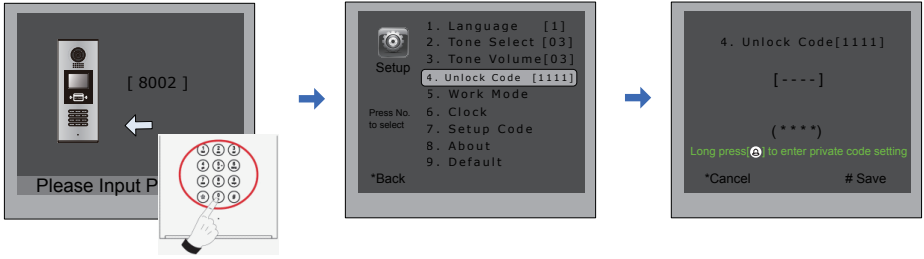 [ 8002 ]
Please Input P
Setup
Press No.
to select
1. Language [1]
2. Tone Select [03]
3. Tone Volume[03]
4. Unlock Code [1111]
5. Work Mode
6. Clock
7. Setup Code
8. About
9. Default
*Back
4. Unlock Code[1111]
[----]
(****)
Long press[] to enter private code setting
*Cancel # Save